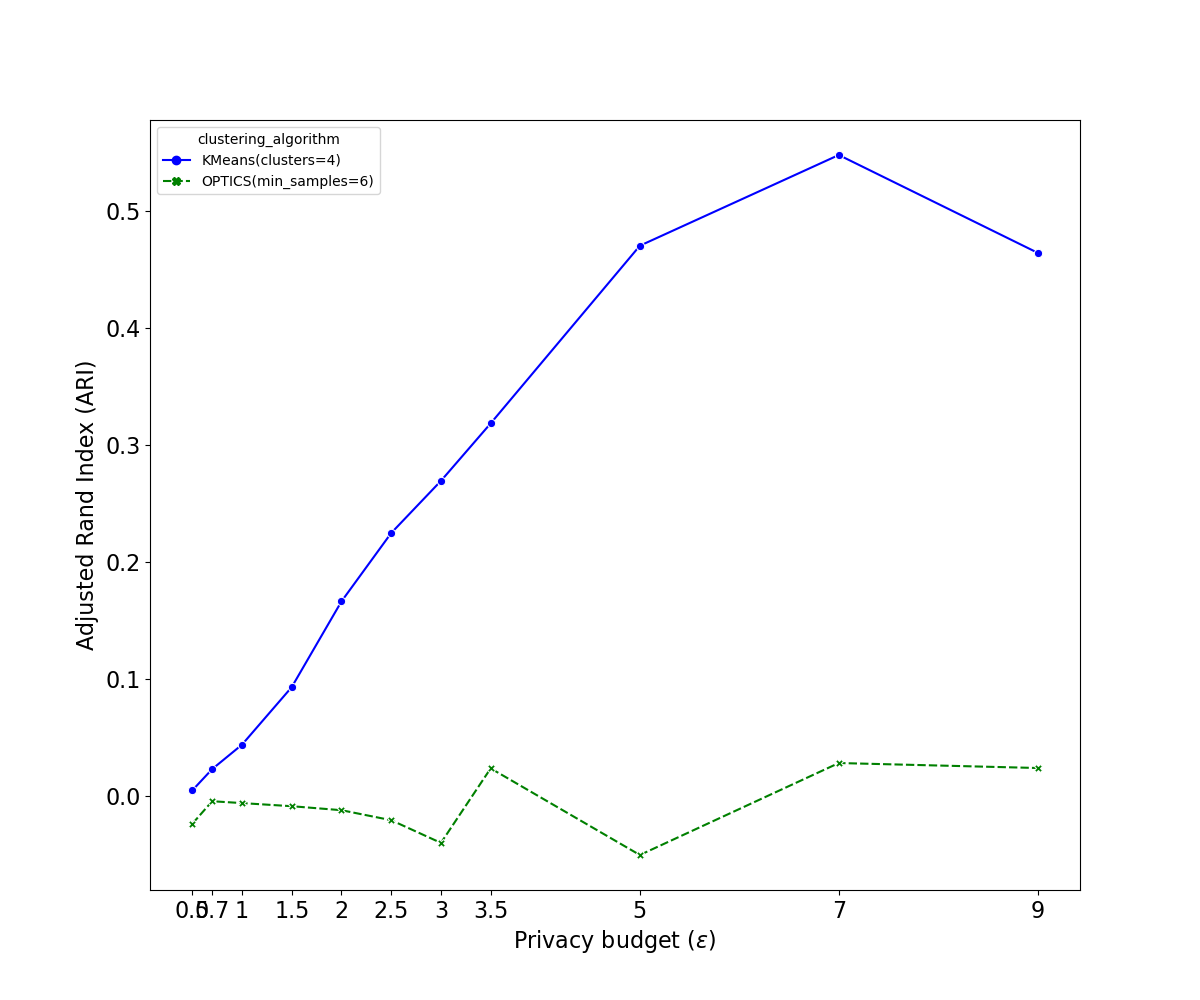 clustering_algorithm
KMeans(clusters=4)
OPTICS(min_samples=6)
0.5
0.4
0.3
0.2
0.1
0.0
Adjusted Rand Index (ARI)
0.5 0.7 1 1.5 2 2.5 3 3.5 5 7 9
Privacy budget (ε)